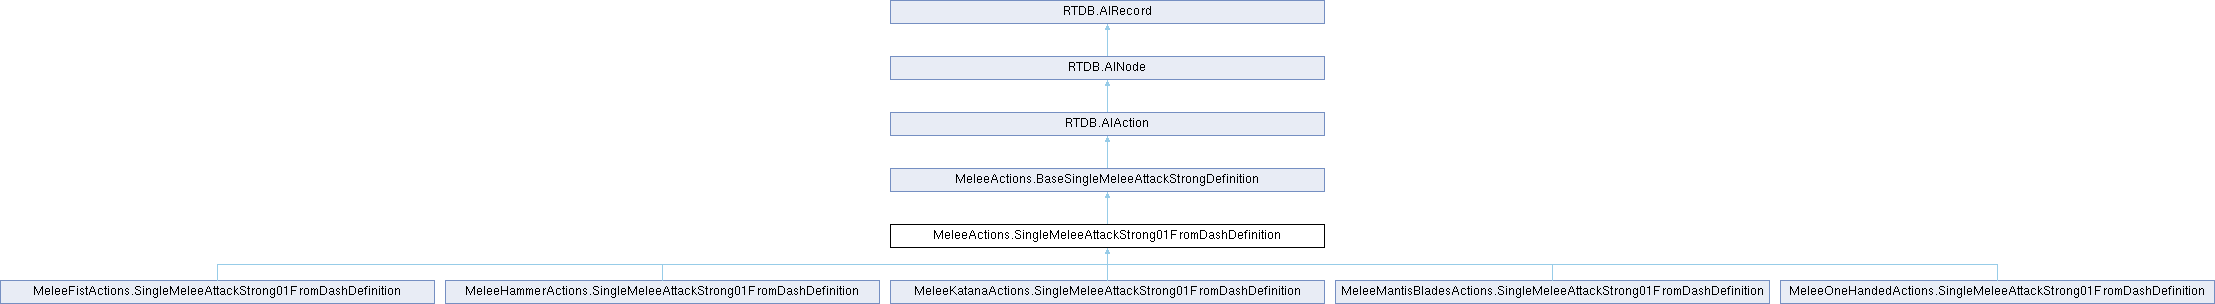 RTDB.AIRecord
RTDB.AINode
RTDB.AIAction
MeleeActions.BaseSingleMeleeAttackStrongDefinition
MeleeActions.SingleMeleeAttackStrong01FromDashDefinition
MeleeFistActions.SingleMeleeAttackStrong01FromDashDefinition
MeleeHammerActions.SingleMeleeAttackStrong01FromDashDefinition
MeleeKatanaActions.SingleMeleeAttackStrong01FromDashDefinition
MeleeMantisBladesActions.SingleMeleeAttackStrong01FromDashDefinition
MeleeOneHandedActions.SingleMeleeAttackStrong01FromDashDefinition